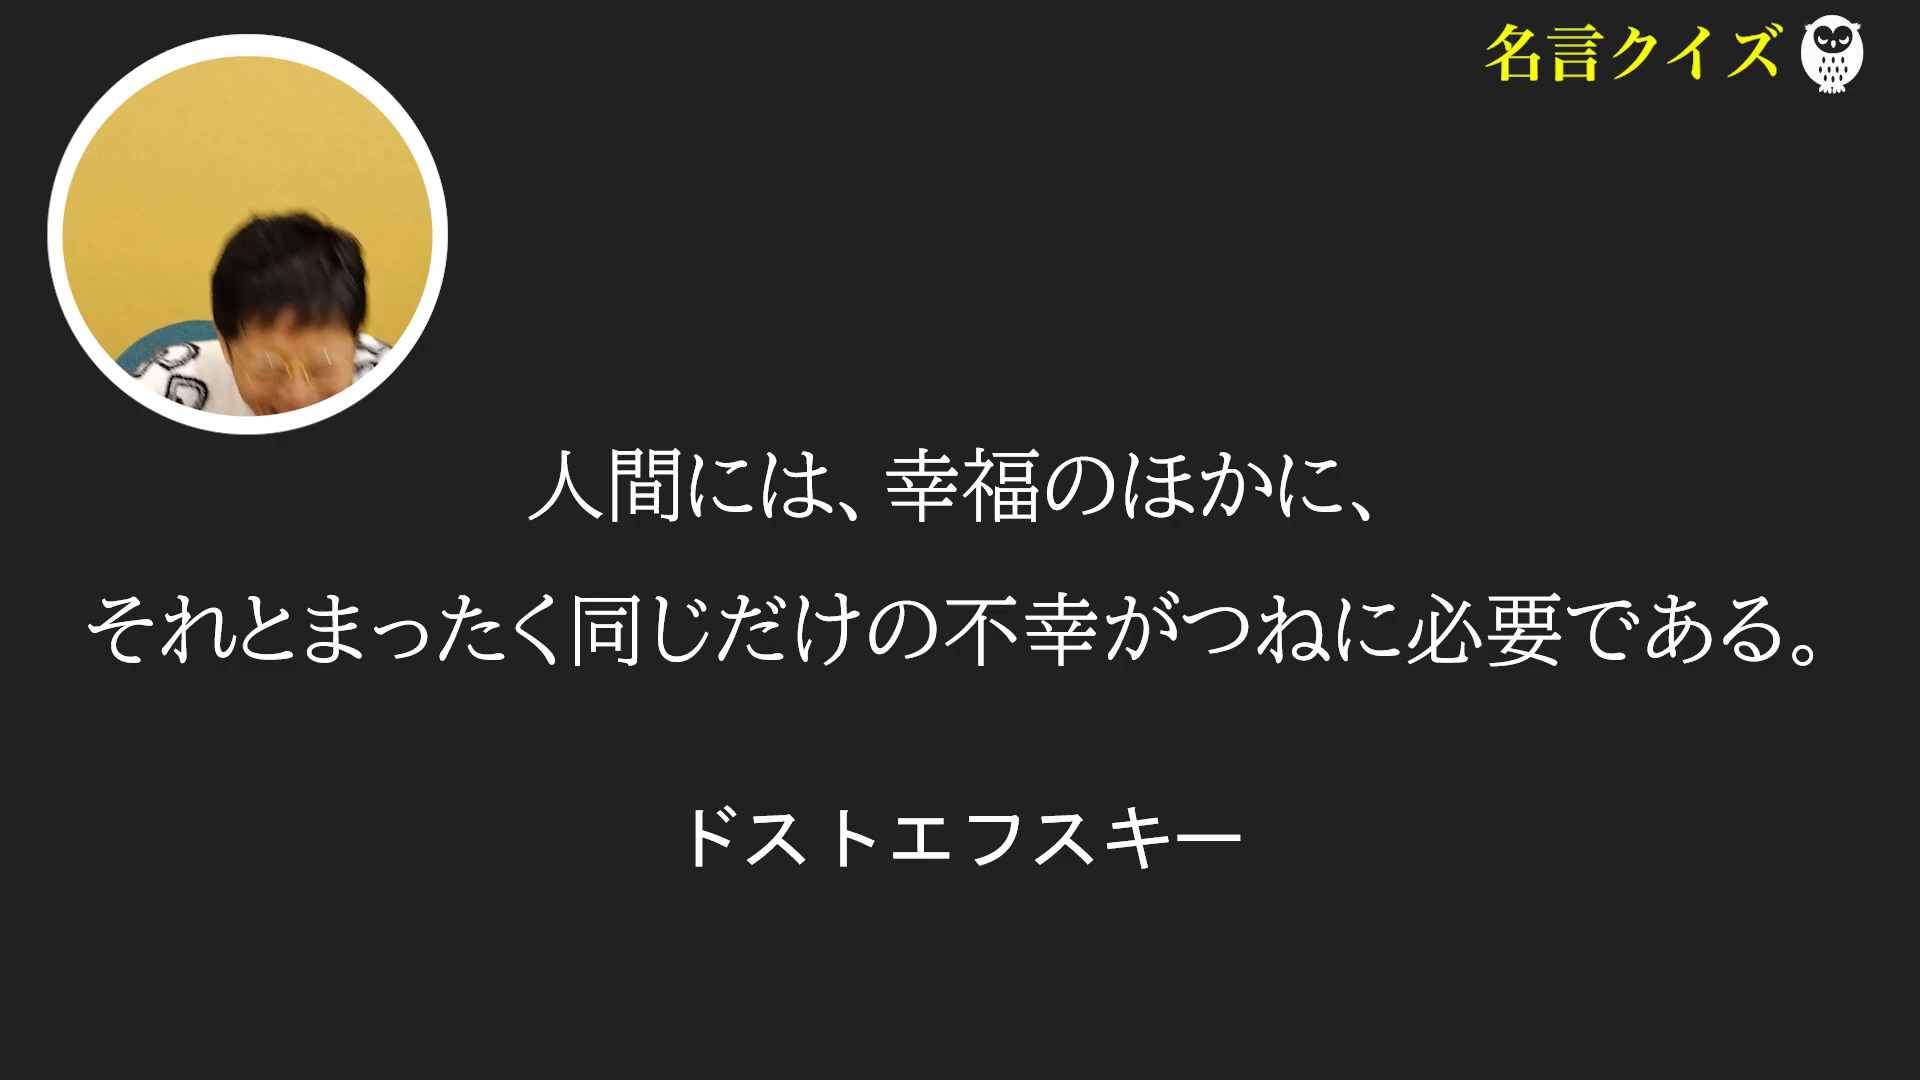 名言クイズ
人間には、幸福のほかに、
それとまったく同じだけの不幸がつねに必要である。
ドストエフスキー